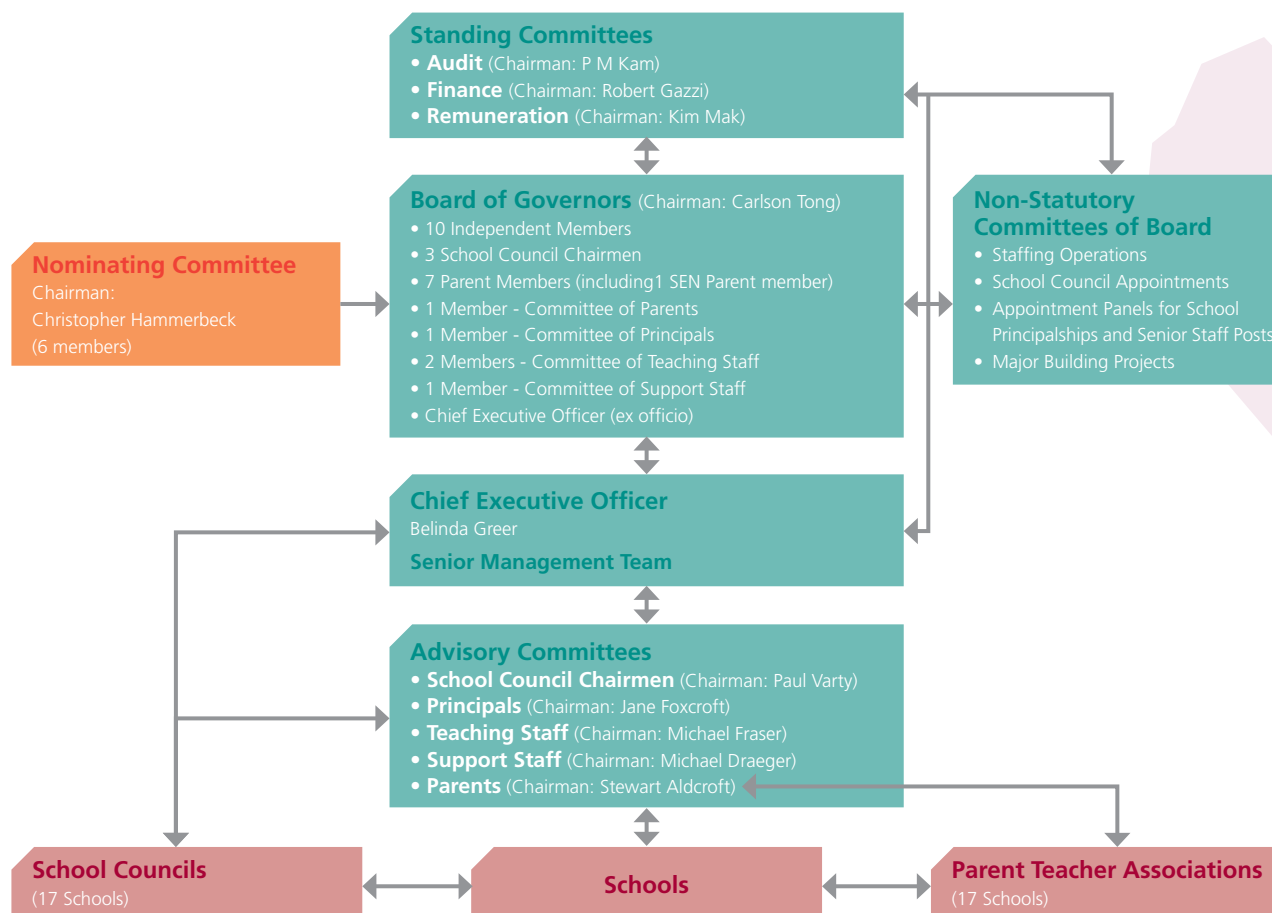 Standing Committees
• Audit (Chairman: P M Kam)
• Finance (Chairman: Robert Gazzi)
• Remuneration (Chairman: Kim Mak)
Board of Governors (Chairman: Carlson Tong)
• 10 Independent Members
• 3 School Council Chairmen
• 7 Parent Members (including1 SEN Parent member)
• 1 Member - Committee of Parents
• 1 Member - Committee of Principals
• 2 Members - Committee of Teaching Staff
• 1 Member - Committee of Support Staff
• Chief Executive Officer (ex officio)
Nominating Committee
Chairman:
Christopher Hammerbeck
(6 members)
Non-Statutory
Committees of Board
• Staffing Operations
• School Council Appointments
• Appointment Panels for School
Principalships and Senior Staff Posts
• Major Building Projects
Chief Executive Officer
Belinda Greer
Senior Management Team
Advisory Committees
• School Council Chairmen (Chairman: Paul Varty)
• Principals (Chairman: Jane Foxcroft)
• Teaching Staff (Chairman: Michael Fraser)
• Support Staff (Chairman: Michael Draeger)
• Parents (Chairman: Stewart Aldcroft)
School Councils
(17 Schools)
Schools
Parent Teacher Associations
(17 Schools)